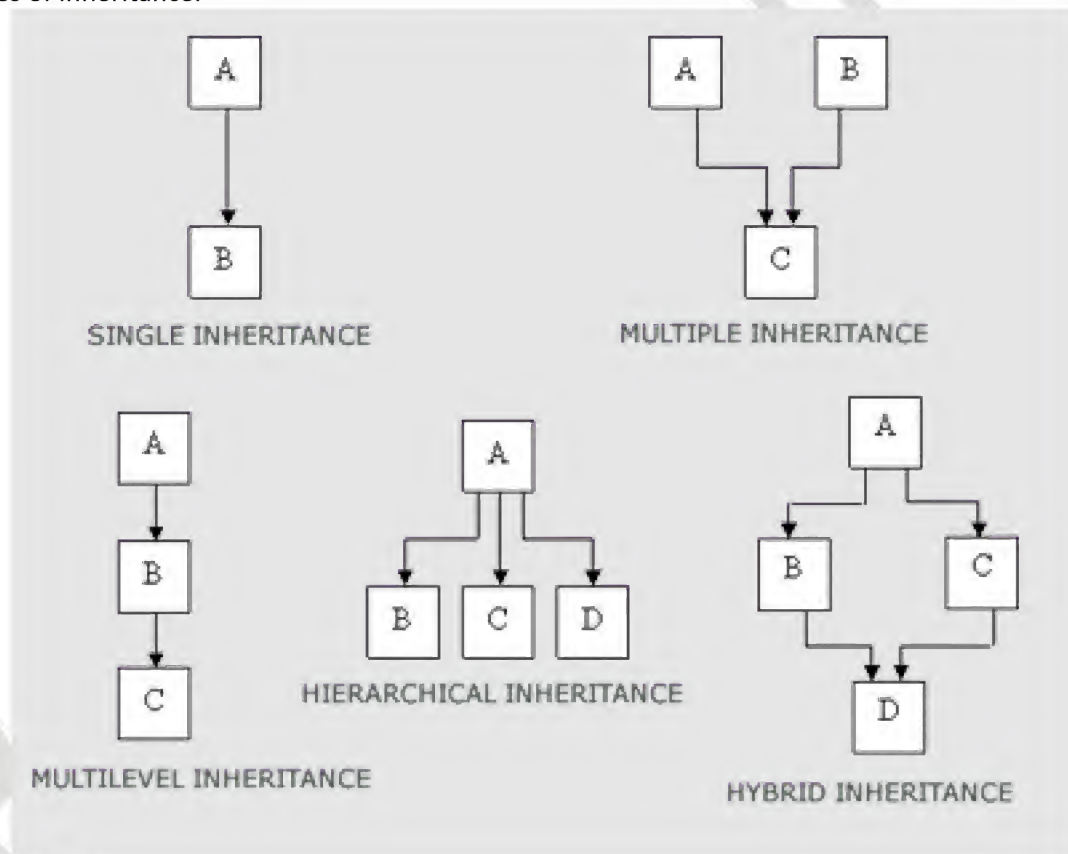 A
B
SINGLE INHERITANCE
A B
C
MULTIPLE INHERITANCE
A
B
C
MULTILEVEL INHERITANCE
A
B C D
HIERARCHICAL INHERITANCE
A
B C
D
HYBRID INHERITANCE